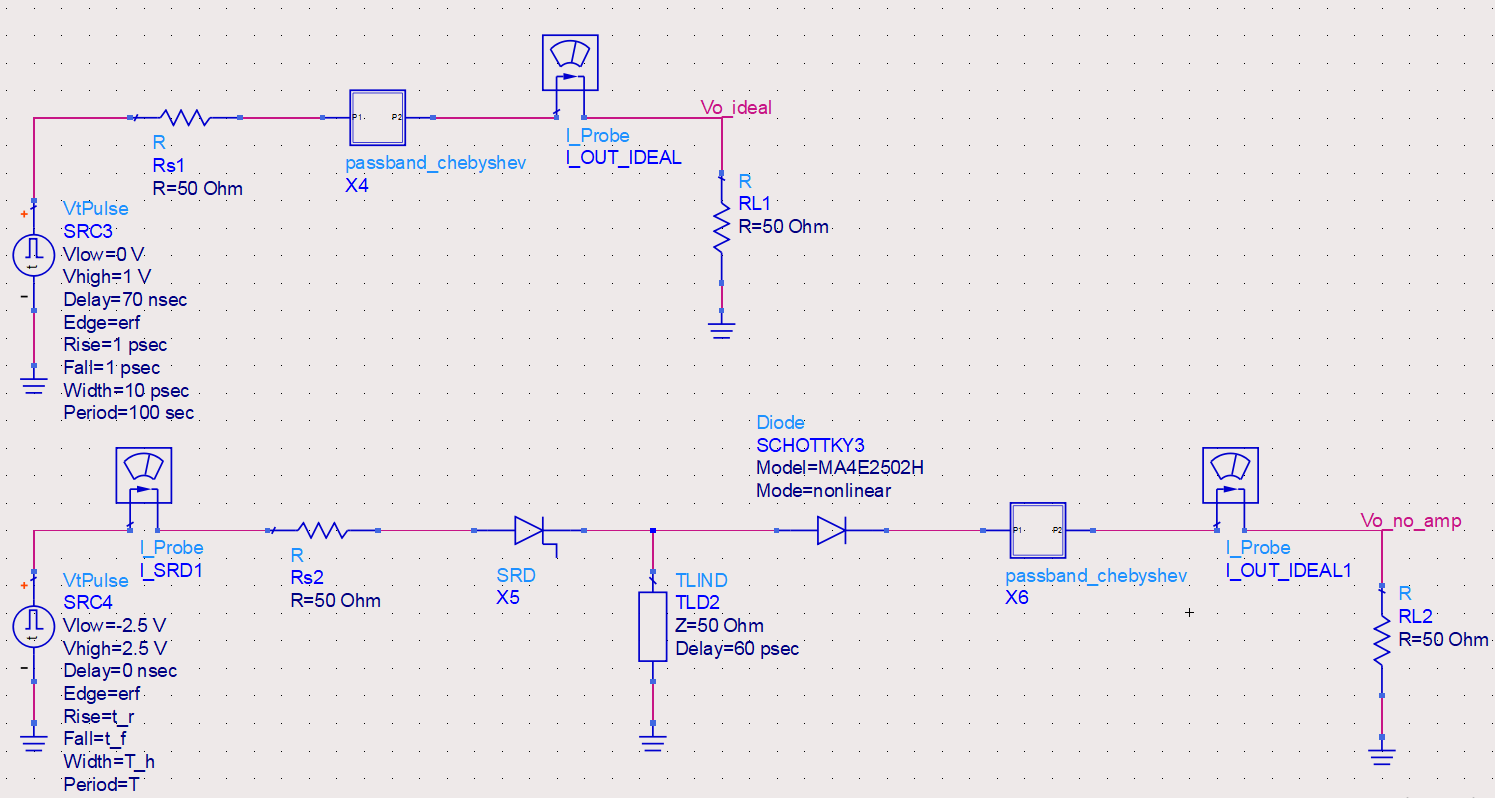 Vo_ideal
I_Probe
I_OUT_IDEAL
R
Rs1
R=50 Ohm
P1
P2
passband_chebyshev
X4
R
RL1
R=50 Ohm
+
VtPulse
SRC3
Vlow=0 V
Vhigh=1 V
Delay=70 nsec
Edge=erf
Rise=1 psec
Fall=1 psec
Width=10 psec
Period=100 sec
t
-
Diode
SCHOTTKY3
Model=MA4E2502H
Mode=nonlinear
Vo_no_amp
I_Probe
I_SRD1
R
Rs2
R=50 Ohm
SRD
X5
TLIND
TLD2
Z=50 Ohm
Delay=60 psec
P1
P2
passband_chebyshev
X6
I_Probe
I_OUT_IDEAL1
R
RL2
R=50 Ohm
+
VtPulse
SRC4
Vlow=-2.5 V
Vhigh=2.5 V
Delay=0 nsec
Edge=erf
Rise=t_r
Fall=t_f
Width=T_h
Period=T
t
-